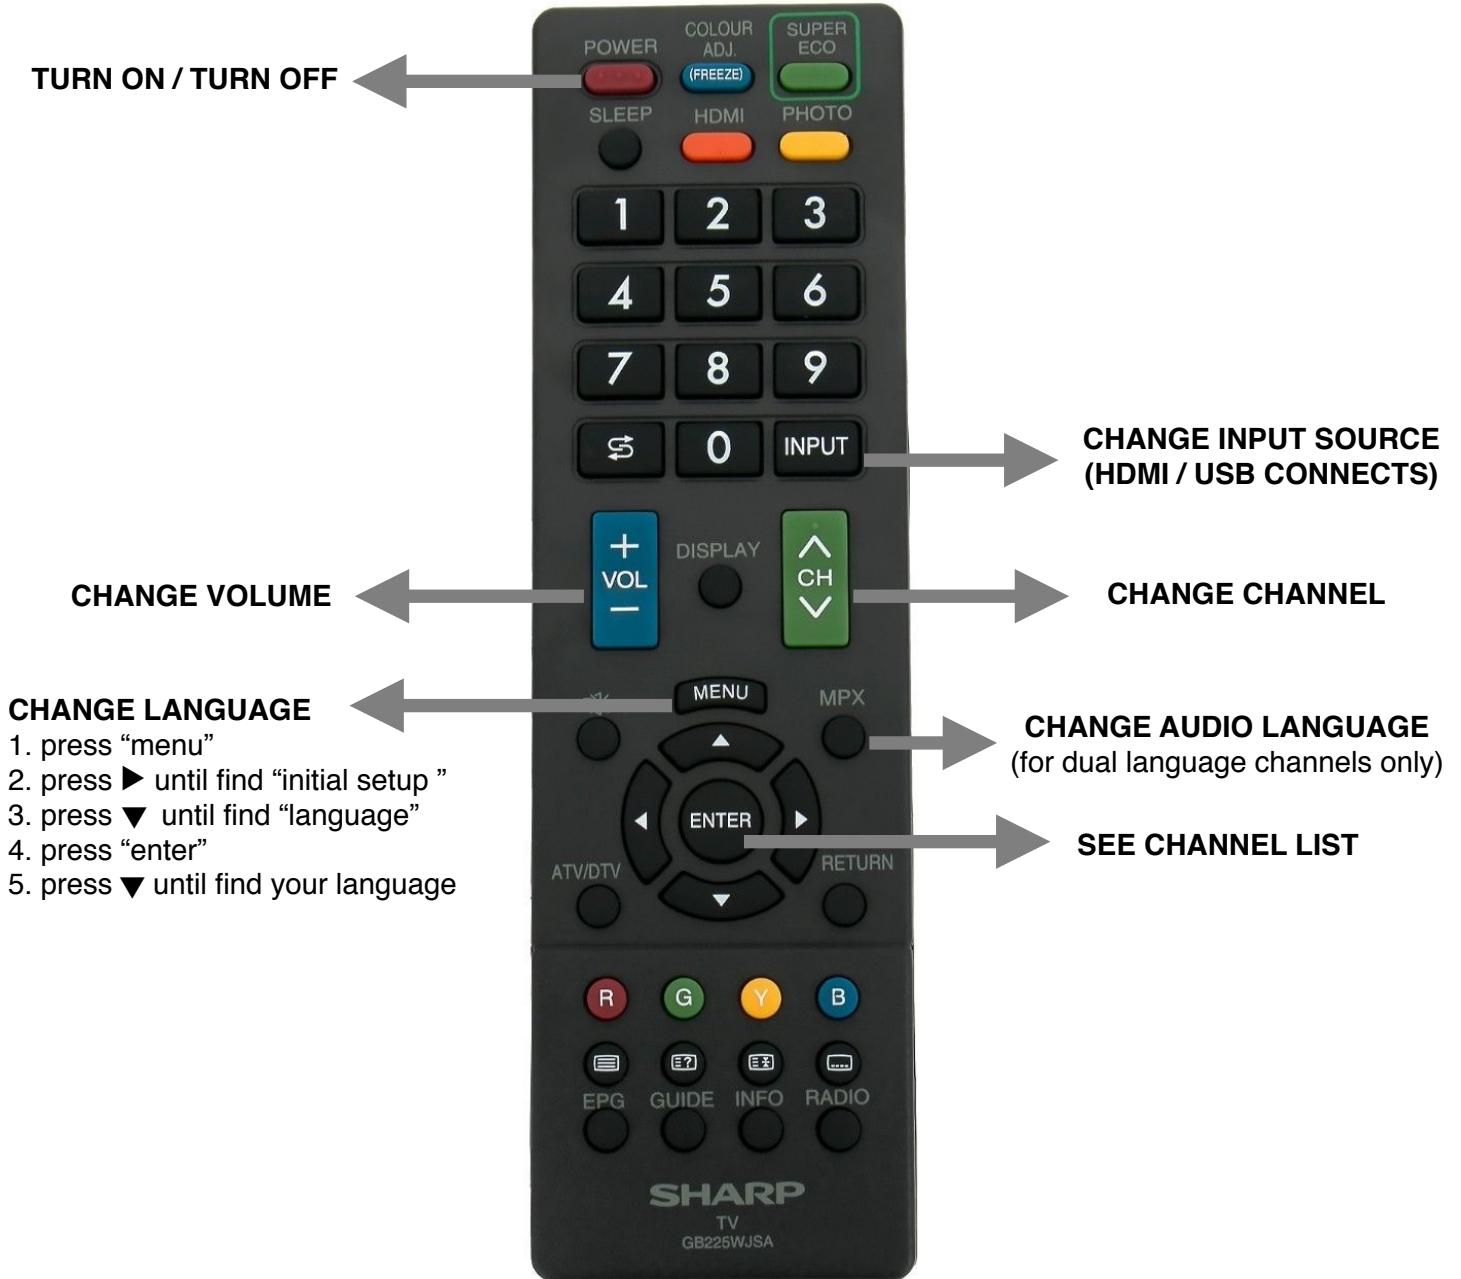 COLOUR
SUPER
POWER
ADJ.
ECO
TURN ON / TURN OFF
(FREEZE)
SLEEP
HDMI
PHOTO
1
2
3
4
5
6
7
8
9
0
INPUT
CHANGE INPUT SOURCE
(HDMI / USB CONNECTS)
+
VOL
−
DISPLAY
CH
CHANGE VOLUME
CHANGE CHANNEL
MENU
MPX
CHANGE LANGUAGE
1. press “menu”
2. press ▶ until find “initial setup ”
3. press ▼ until find “language”
4. press “enter”
5. press ▼ until find your language
CHANGE AUDIO LANGUAGE
(for dual language channels only)
ENTER
SEE CHANNEL LIST
ATV/DTV
RETURN
R
G
Y
B
EPG
GUIDE
INFO
RADIO
SHARP
TV
GB225WJSA